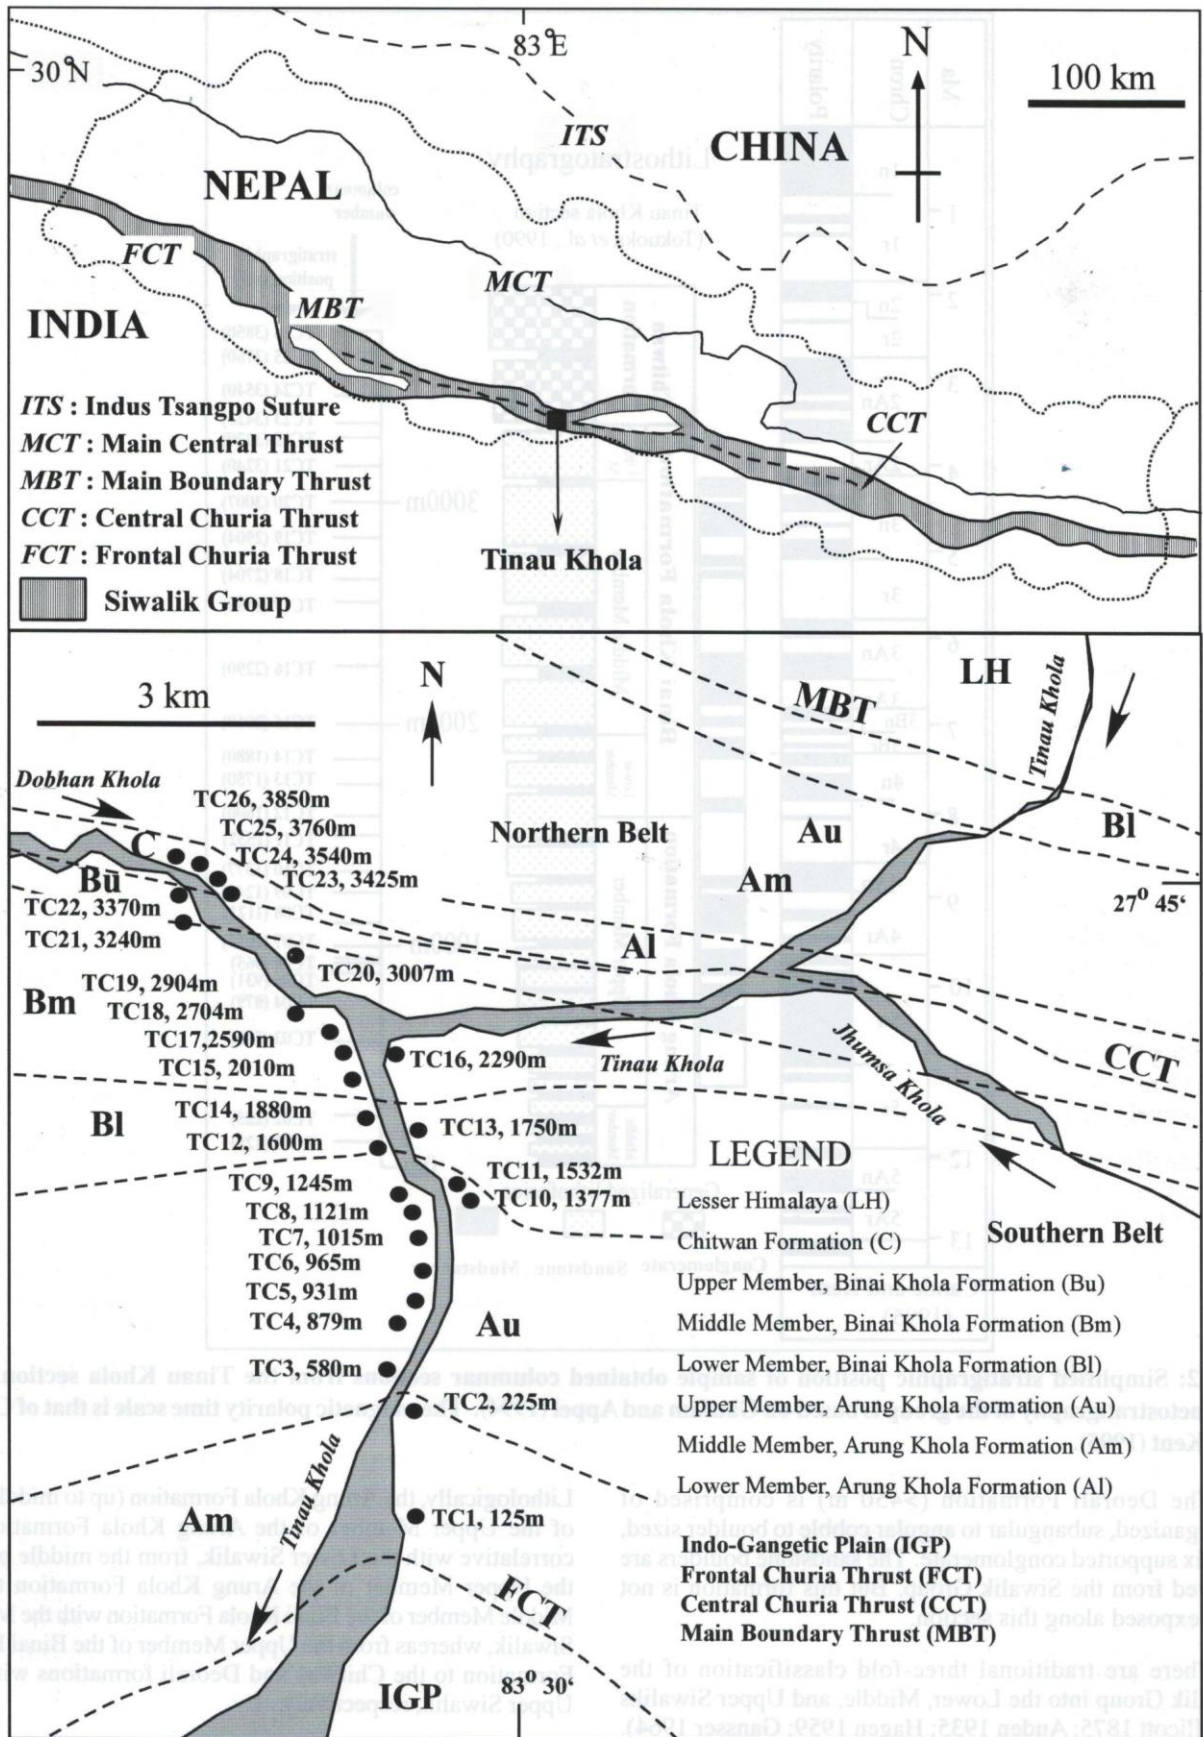 83°E
30°N
N
100 km
ITS
CHINA
NEPAL
FCT
MCT
MBT
INDIA
CCT
ITS : Indus Tsangpo Suture
MCT : Main Central Thrust
MBT : Main Boundary Thrust
CCT : Central Churia Thrust
FCT : Frontal Churia Thrust
Siwalik Group
Tinau Khola
3 km
N
LH
MBT
Tinau Khola
Dobhan Khola
TC26, 3850m
TC25, 3760m
TC24, 3540m
TC23, 3425m
C
Bu
Northern Belt
Au
Bl
Am
27° 45‘
TC22, 3370m
TC21, 3240m
Al
TC20, 3007m
TC19, 2904m
Bm
TC18, 2704m
TC17,2590m
TC15, 2010m
TC16, 2290m
Tinau Khola
Jhumsa Khola
CCT
Bl
TC14, 1880m
TC12, 1600m
TC13, 1750m
TC11, 1532m
TC10, 1377m
TC9, 1245m
TC8, 1121m
TC7, 1015m
TC6, 965m
TC5, 931m
TC4, 879m
Au
TC3, 580m
TC2, 225m
Tinau Khola
Am
TC1, 125m
FCT
IGP
83° 30‘
Southern Belt
LEGEND
Lesser Himalaya (LH)
Chitwan Formation (C)
Upper Member, Binai Khola Formation (Bu)
Middle Member, Binai Khola Formation (Bm)
Lower Member, Binai Khola Formation (Bl)
Upper Member, Arung Khola Formation (Au)
Middle Member, Arung Khola Formation (Am)
Lower Member, Arung Khola Formation (Al)
Indo-Gangetic Plain (IGP)
Frontal Churia Thrust (FCT)
Central Churia Thrust (CCT)
Main Boundary Thrust (MBT)